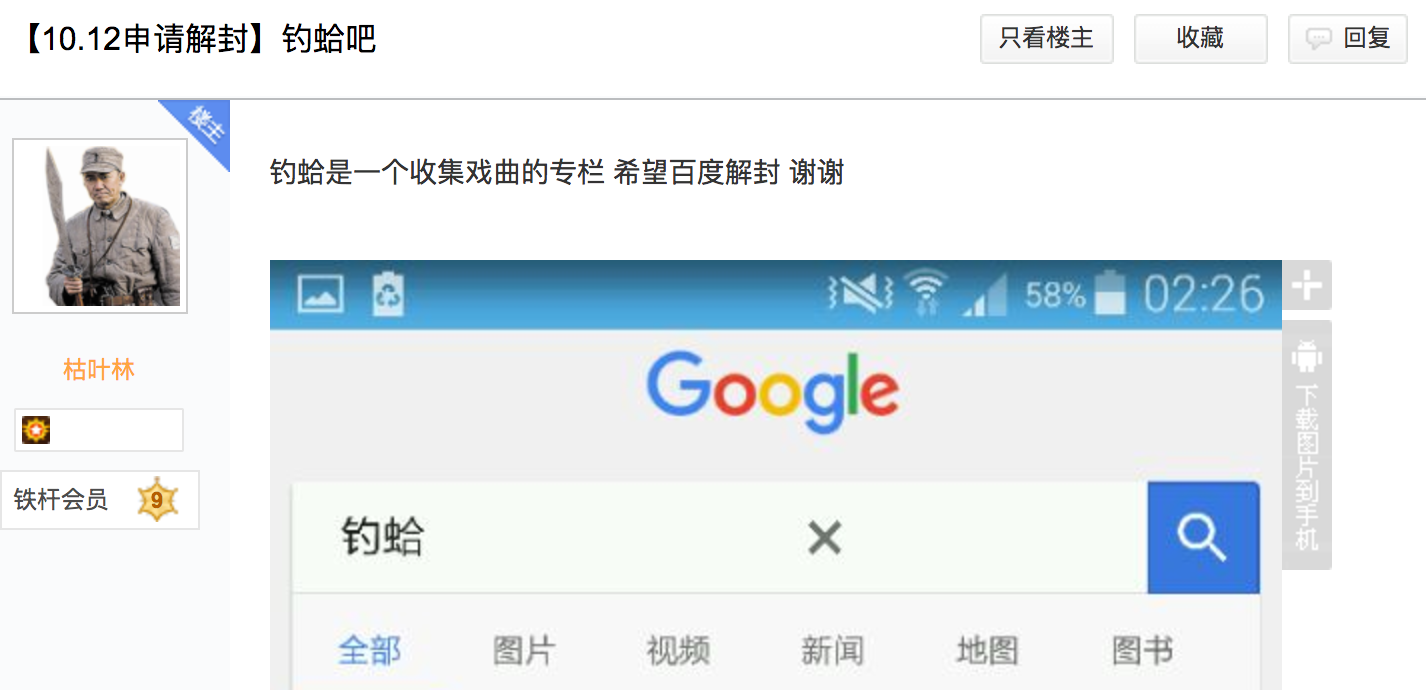 【10.12申请解封】钓蛤吧
只看楼主
收藏
回复
楼主
钓蛤是一个收集戏曲的专栏 希望百度解封 谢谢
枯叶林
铁杆会员 9
58% 02:26
Google
钓蛤
全部 图片 视频 新闻 地图 图书
下载图片到手机